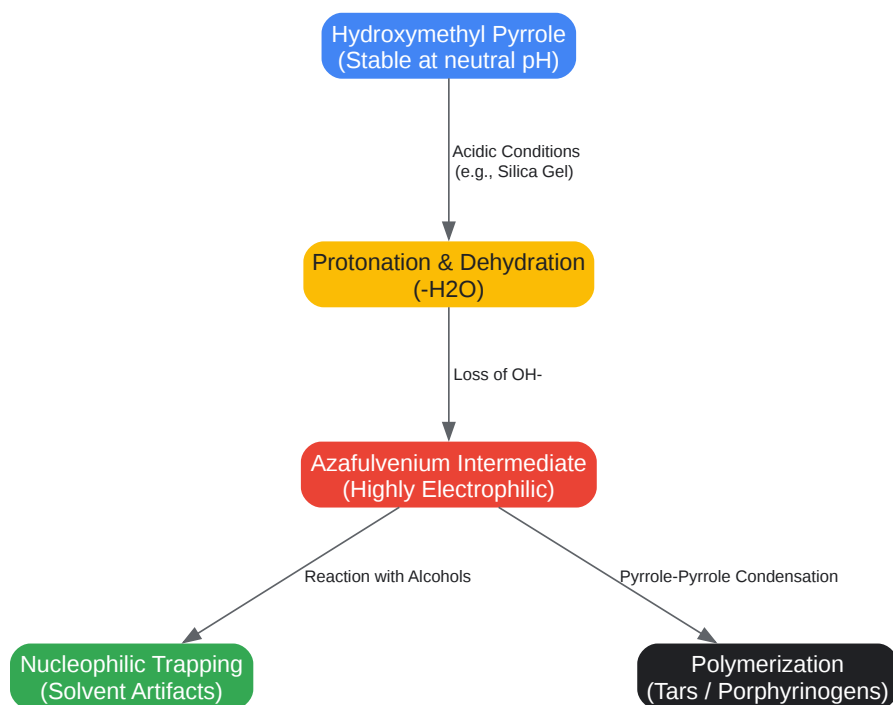 Hydroxymethyl Pyrrole
(Stable at neutral pH)
Acidic Conditions
(e.g., Silica Gel)
Protonation & Dehydration
(-H2O)
Loss of OH-
Azafulvenium Intermediate
(Highly Electrophilic)
Reaction with Alcohols
Pyrrole-Pyrrole Condensation
Nucleophilic Trapping
(Solvent Artifacts)
Polymerization
(Tars / Porphyrinogens)